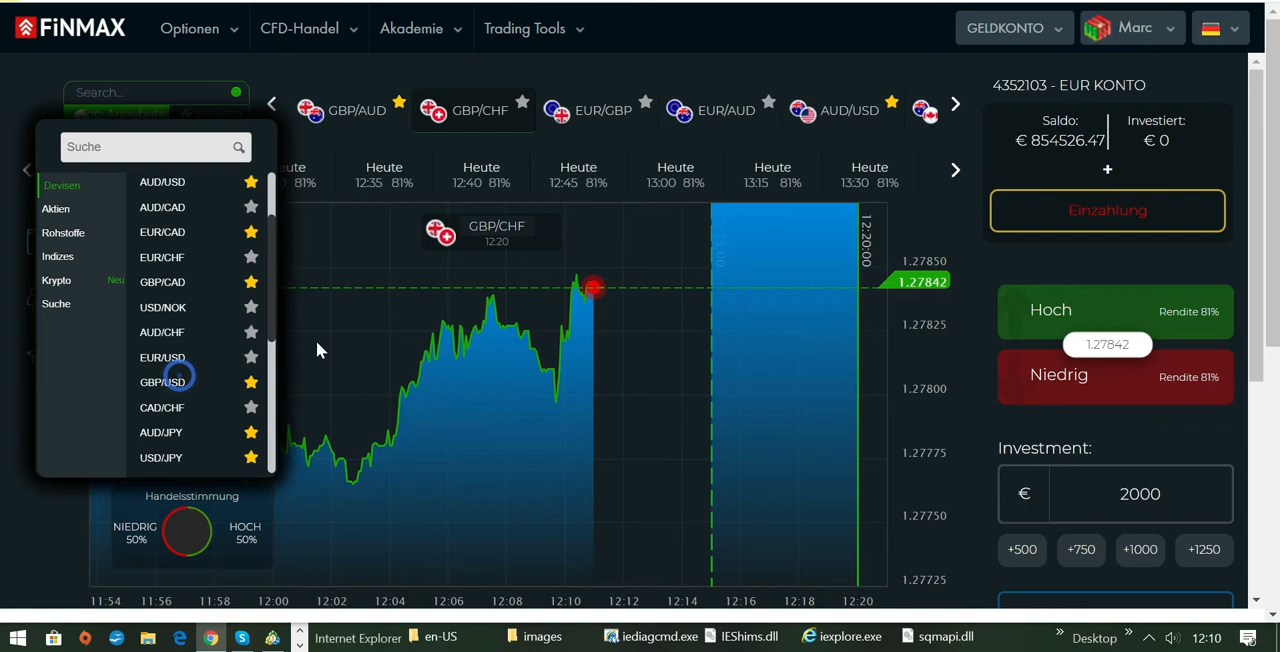 FiNMAX
Optionen
CFD-Handel
Akademie
Trading Tools
GELDKONTO
Marc
Search...
GBP/AUD
GBP/CHF
EUR/GBP
EUR/AUD
AUD/USD
Heute
12:35 81%
Heute
12:40 81%
Heute
12:45 81%
Heute
13:00 81%
Heute
13:15 81%
Heute
13:30 81%
81%
Suche
Devisen
Aktien
Rohstoffe
Indizes
Krypto Neu
Suche
AUD/USD
AUD/CAD
EUR/CAD
EUR/CHF
GBP/CAD
USD/NOK
AUD/CHF
EUR/USD
GBP/USD
CAD/CHF
AUD/JPY
USD/JPY
GBP/CHF
12:20
12:20:00
1.27850
1.27842
1.27825
1.27800
1.27775
1.27750
1.27725
Handelsstimmung
NIEDRIG
50%
HOCH
50%
11:54 11:56 11:58 12:00 12:02 12:04 12:06 12:08 12:10 12:12 12:14 12:16 12:18 12:20
4352103 - EUR KONTO
Saldo:
€ 854526.47
Investiert:
€ 0
+
Einzahlung
Hoch
Rendite 81%
1.27842
Niedrig
Rendite 81%
Investment:
€ 2000
+500 +750 +1000 +1250
Internet Explorer
en-US
images
iediagcmd.exe
IEShims.dll
iexplore.exe
sqmapi.dll
Desktop
12:10